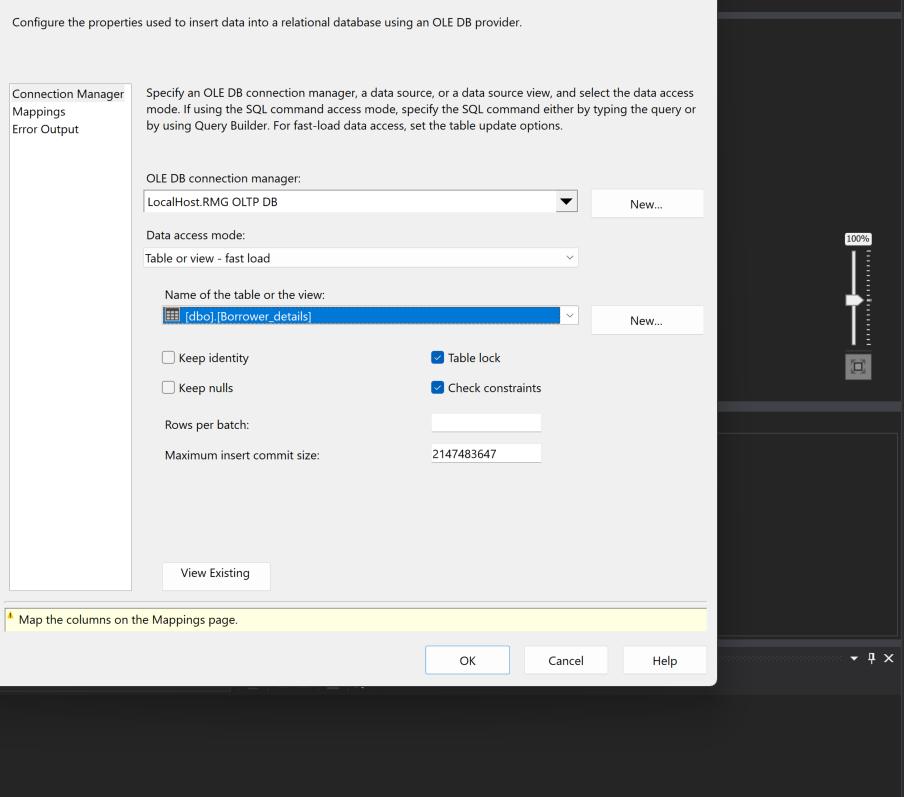 Configure the properties used to insert data into a relational database using an OLE DB provider.
Connection Manager
Mappings
Error Output
Specify an OLE DB connection manager, a data source, or a data source view, and select the data access
mode. If using the SQL command access mode, specify the SQL command either by typing the query or
by using Query Builder. For fast-load data access, set the table update options.
OLE DB connection manager:
LocalHost.RMG OLTP DB
New...
Data access mode:
Table or view - fast load
Name of the table or the view:
[dbo].[Borrower_details]
New...
Keep identity
Table lock
Keep nulls
Check constraints
Rows per batch:
Maximum insert commit size:
2147483647
View Existing
Map the columns on the Mappings page.
OK
Cancel
Help
100%